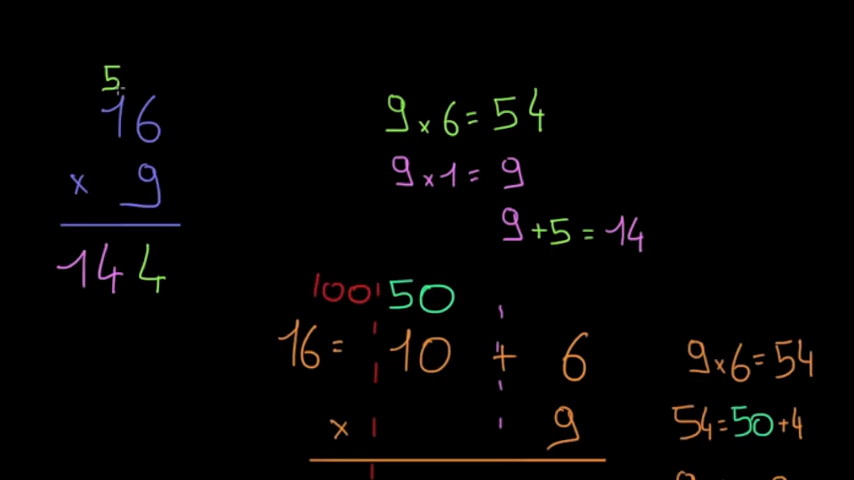 5
16
x 9
144
9 x 6 = 54
9 x 1 = 9
9 + 5 = 14
100 50
16 = 10 + 6
x 9
9 x 6 = 54
54 = 50 + 4